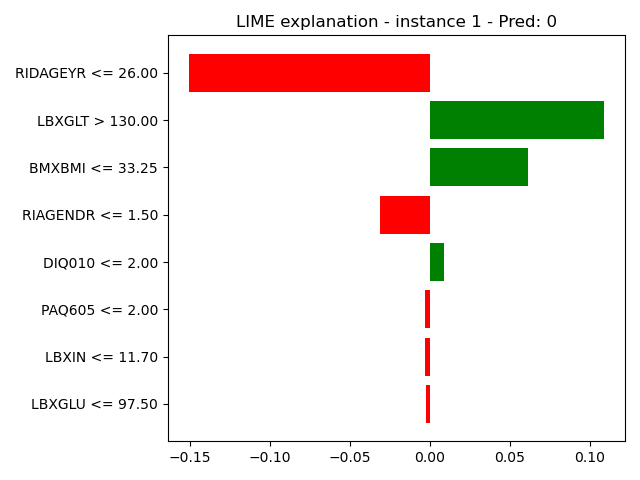 LIME explanation - instance 1 - Pred: 0
RIDAGEYR <= 26.00
LBXGLT > 130.00
BMXBMI <= 33.25
RIAGENDR <= 1.50
DIQ010 <= 2.00
PAQ605 <= 2.00
LBXIN <= 11.70
LBXGLU <= 97.50
−0.15 −0.10 −0.05 0.00 0.05 0.10